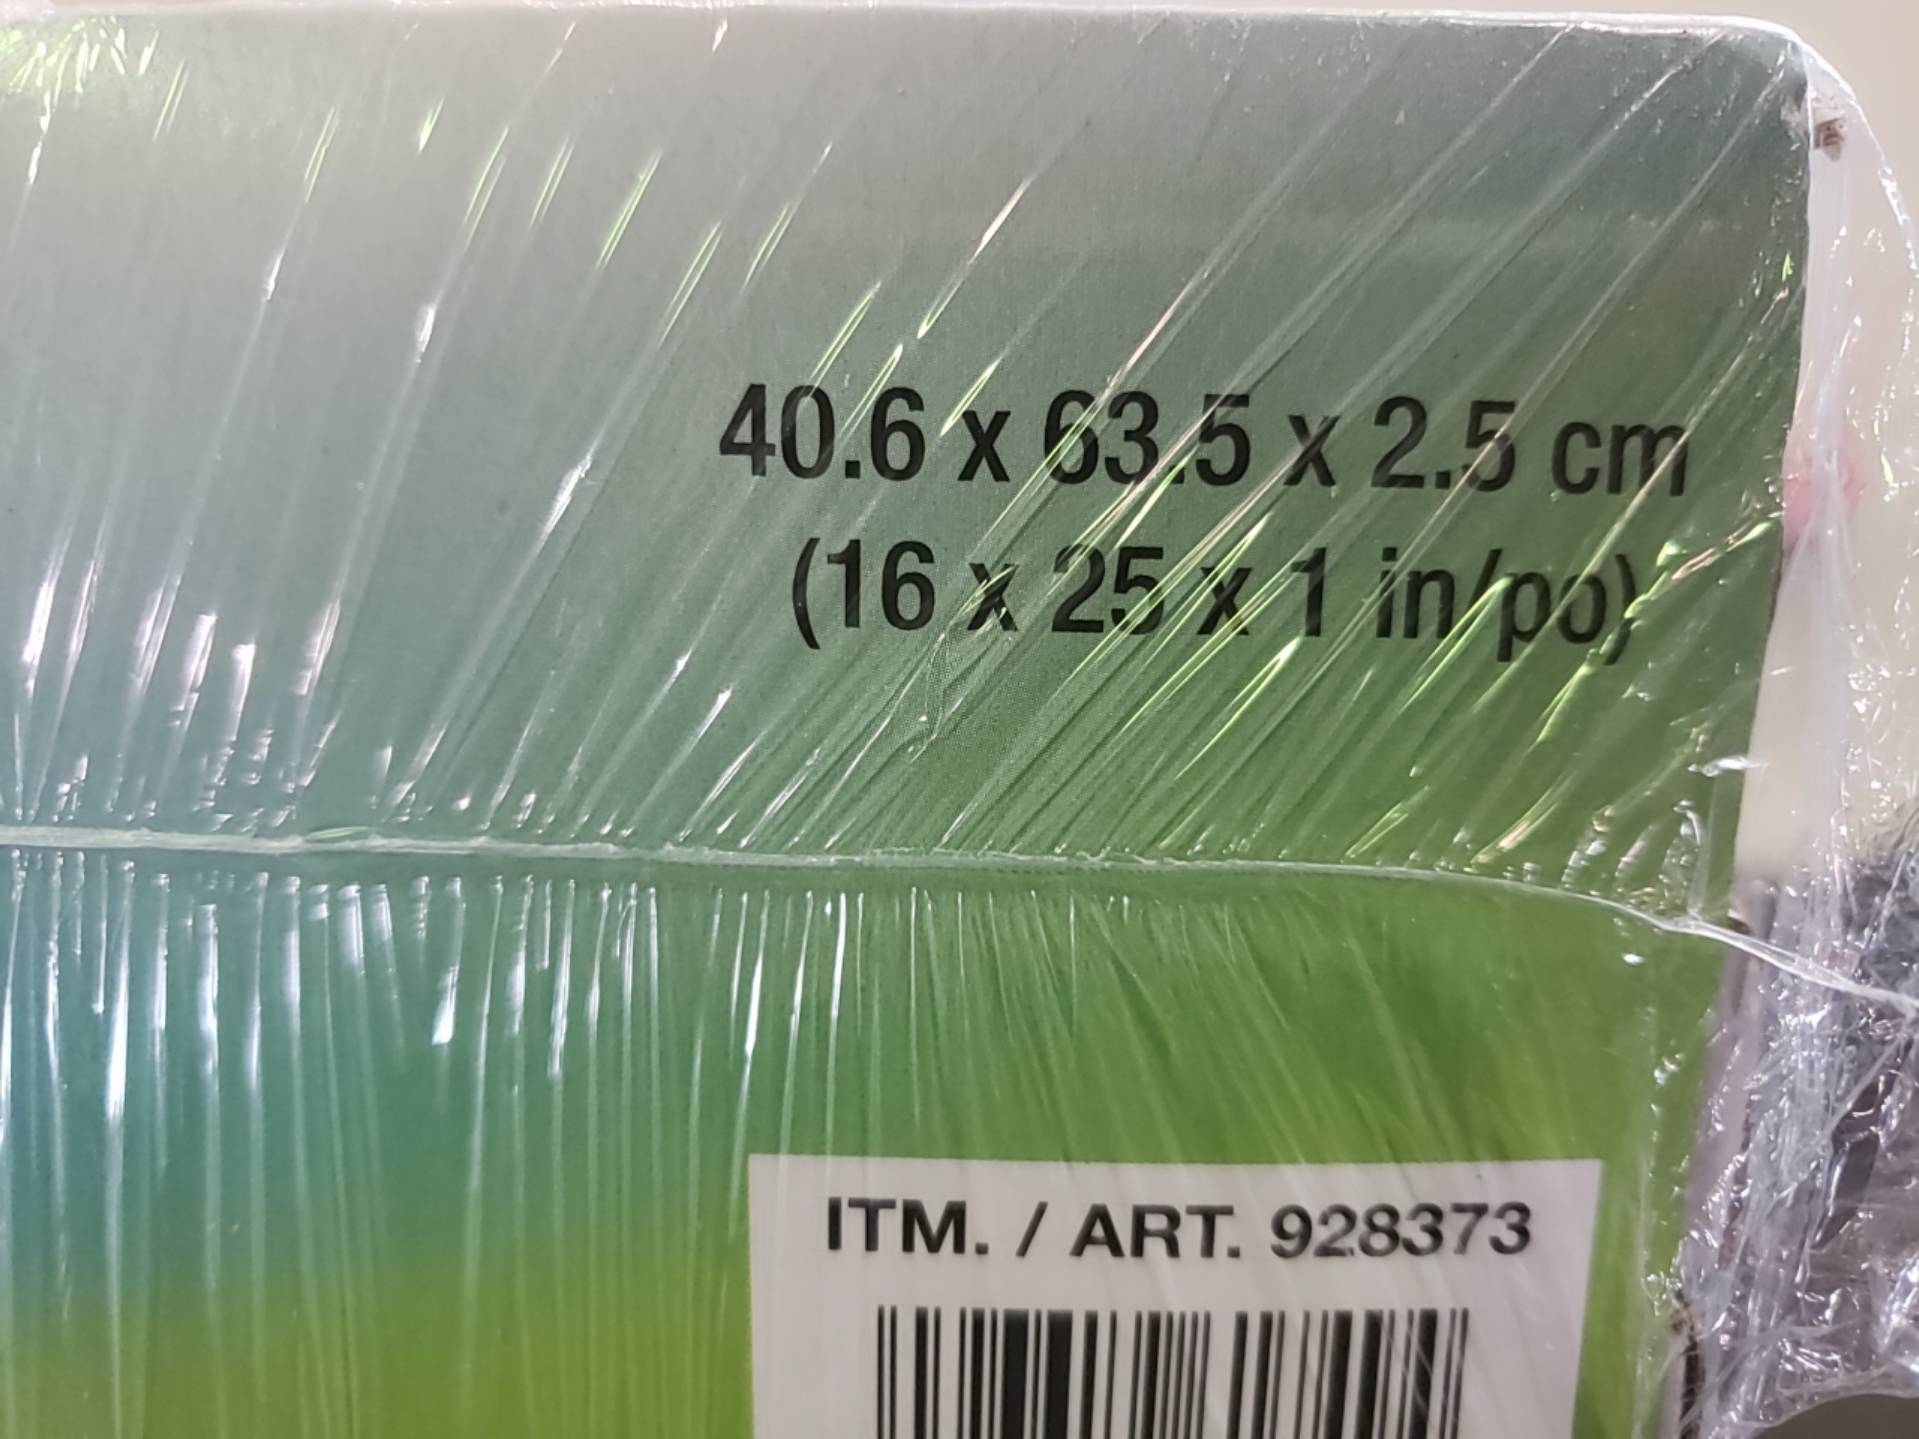 40.6 x 63.5 x 2.5 cm
(16 x 25 x 1 in/po)
ITM. / ART. 928373